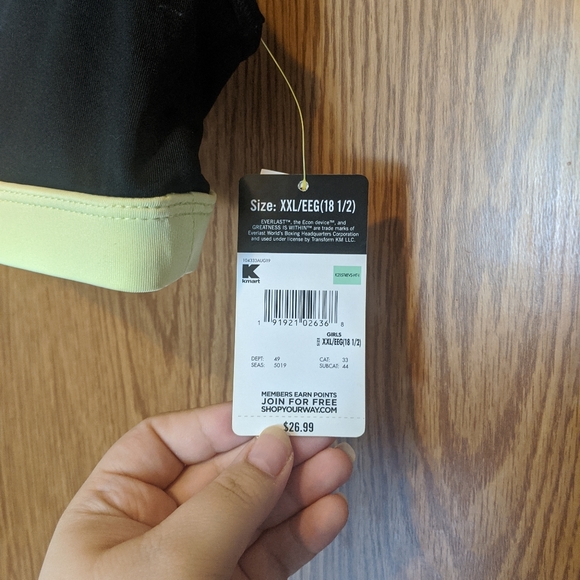 Size: XXL/EEG(18 1/2)
EVERLAST™, the Econ device™, and
GREATNESS IS WITHIN™ are trade marks of
Everlast World's Boxing Headquarters Corporation
and used under license by Transform KM LLC.
K
kmart
1 91921 02636 8
GIRLS
SIZE XXL/EEG(18 1/2)
DEPT: 49 CAT: 33
SEAS: 5019 SUBCAT: 44
MEMBERS EARN POINTS
JOIN FOR FREE
SHOPYOURWAY.COM
$26.99